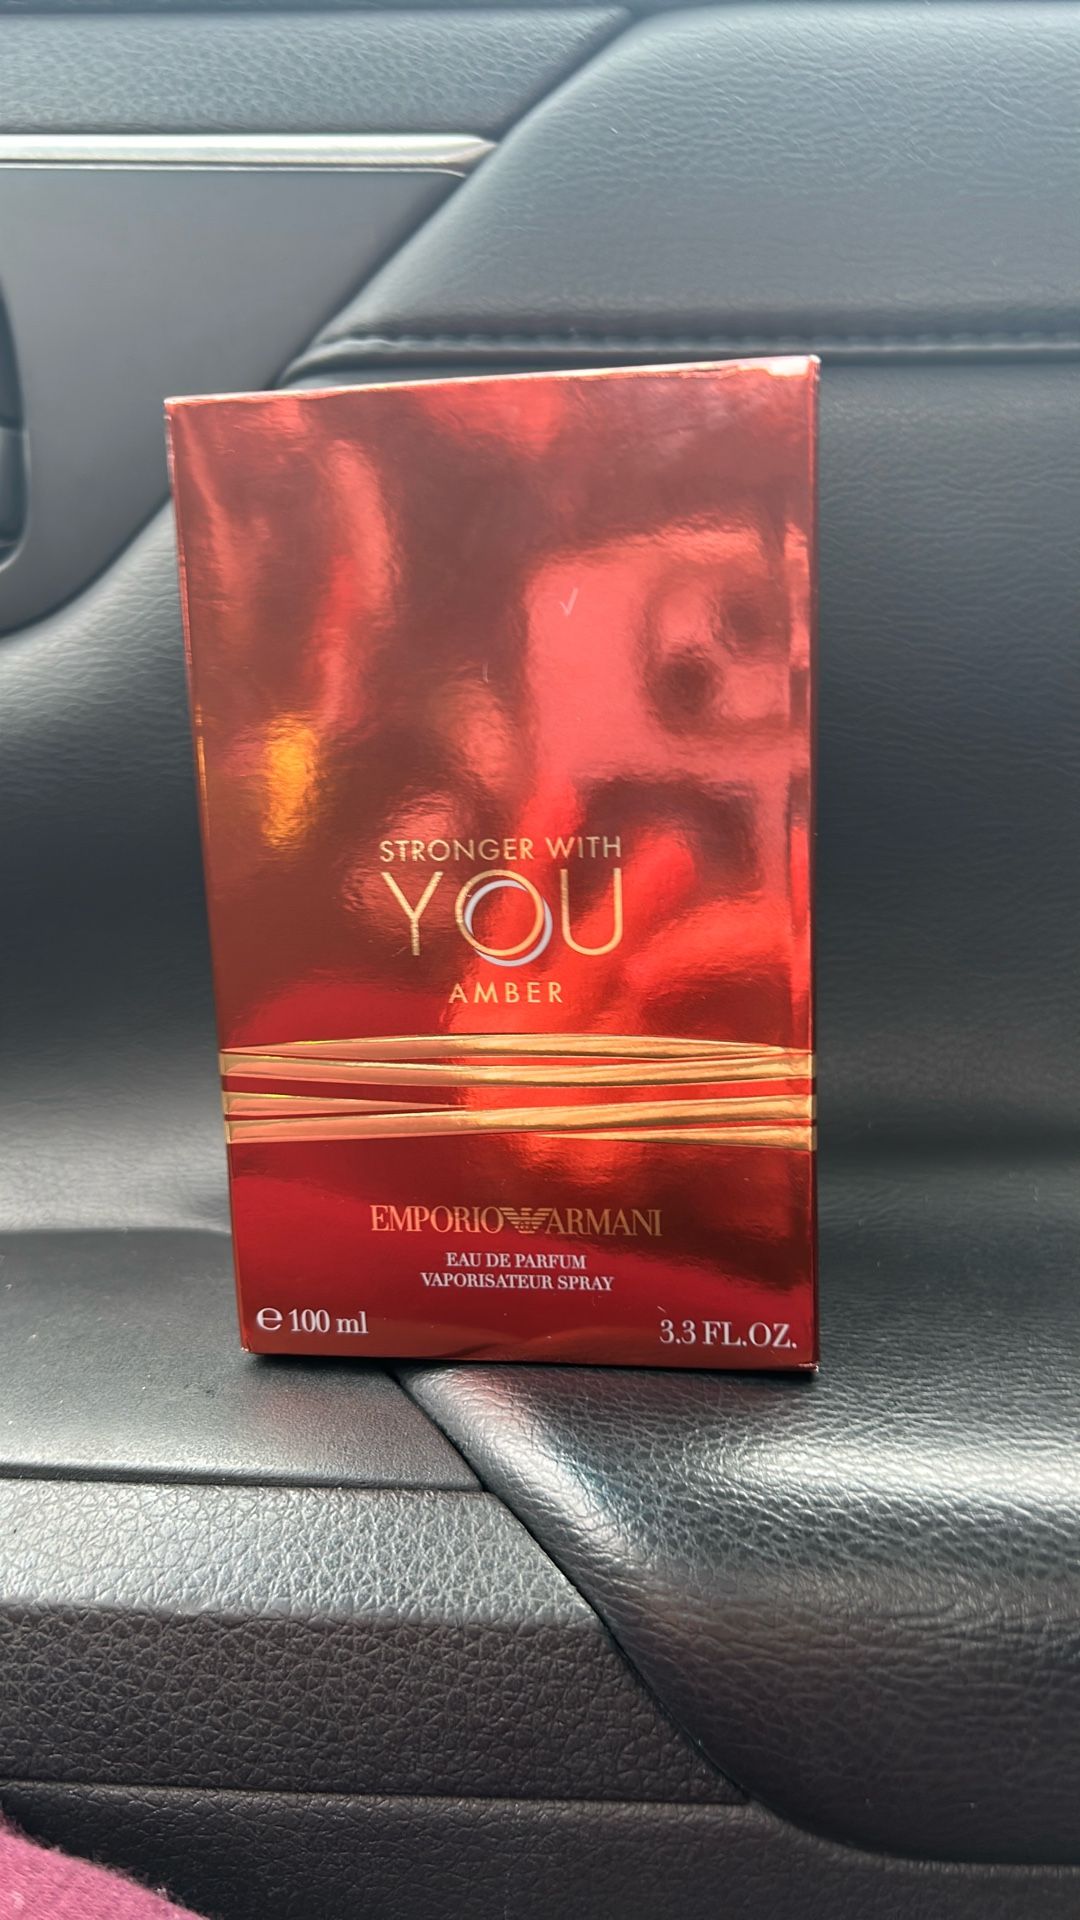 STRONGER WITH
YOU
AMBER
EMPORIO ARMANI
EAU DE PARFUM
VAPORISATEUR SPRAY
℮ 100 ml
3.3 FL.OZ.